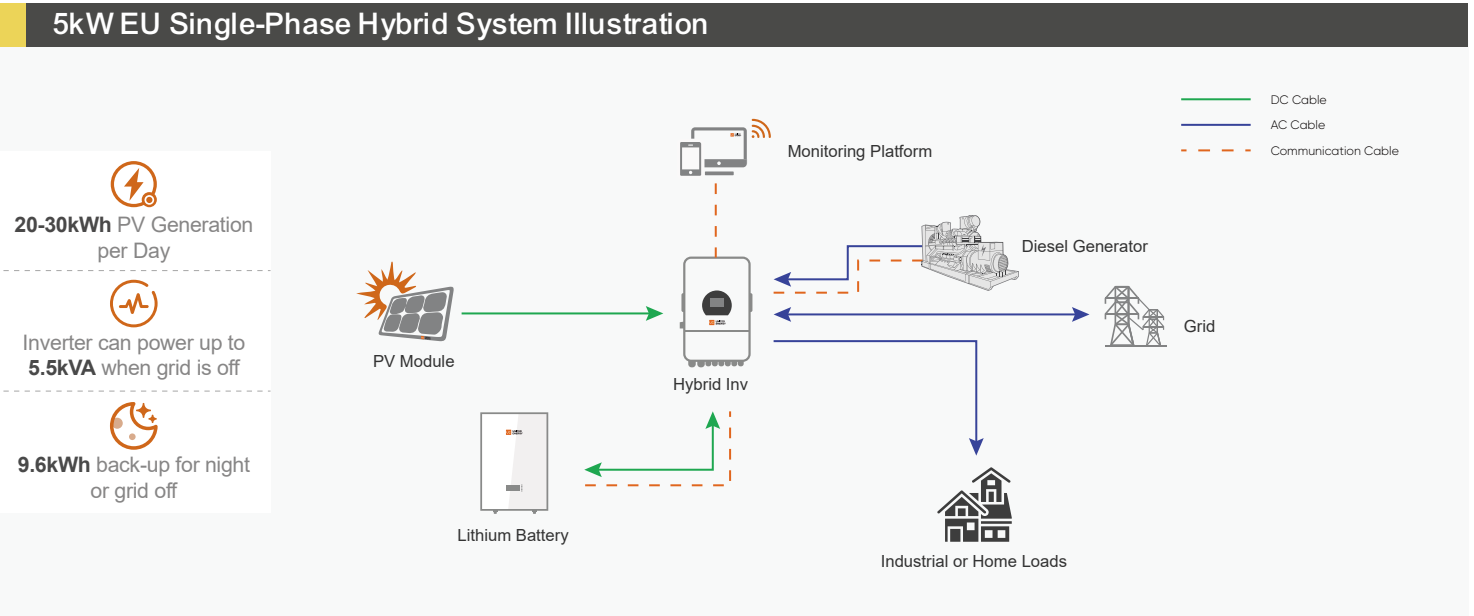 5kW EU Single-Phase Hybrid System Illustration
DC Cable
AC Cable
Communication Cable
Monitoring Platform
20-30kWh PV Generation
per Day
Diesel Generator
Inverter can power up to
5.5kVA when grid is off
Grid
PV Module
Hybrid Inv
9.6kWh back-up for night
or grid off
Lithium Battery
Industrial or Home Loads